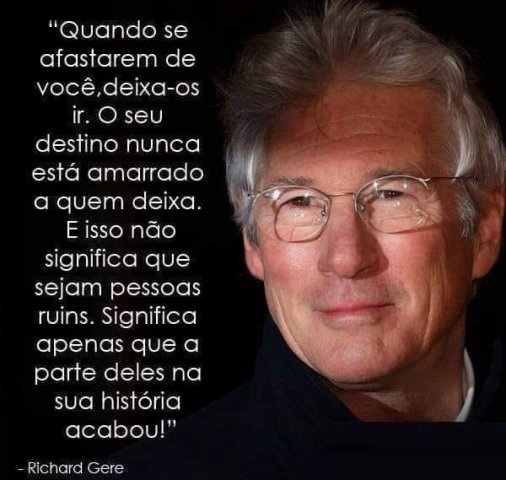 “Quando se
afastarem de
você,deixa-os
ir. O seu
destino nunca
está amarrado
a quem deixa.
E isso não
significa que
sejam pessoas
ruins. Significa
apenas que a
parte deles na
sua história
acabou!”
- Richard Gere